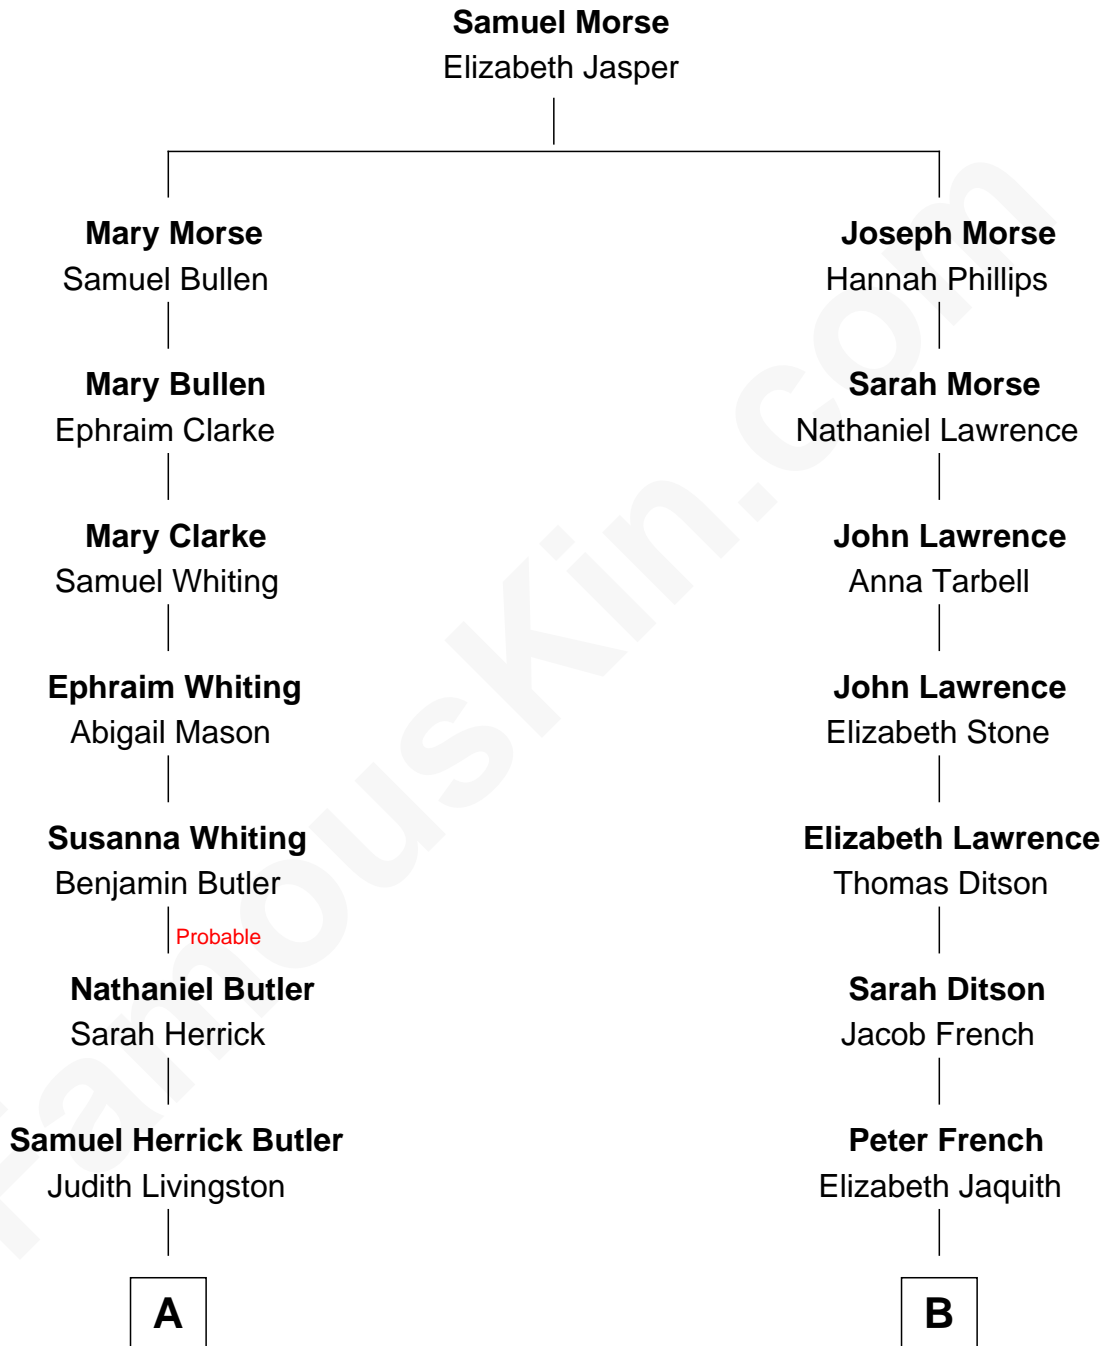 Samuel Morse
Elizabeth Jasper
Mary Morse
Samuel Bullen
Joseph Morse
Hannah Phillips
Mary Bullen
Ephraim Clarke
Sarah Morse
Nathaniel Lawrence
Mary Clarke
Samuel Whiting
John Lawrence
Anna Tarbell
Ephraim Whiting
Abigail Mason
John Lawrence
Elizabeth Stone
Susanna Whiting
Benjamin Butler
Elizabeth Lawrence
Thomas Ditson
Probable
Nathaniel Butler
Sarah Herrick
Sarah Ditson
Jacob French
Samuel Herrick Butler
Judith Livingston
Peter French
Elizabeth Jaquith
A
B
FamousKin.com